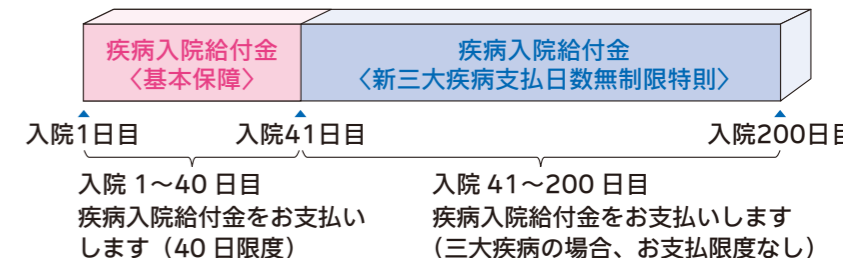 疾病入院給付金
〈基本保障〉
疾病入院給付金
〈新三大疾病支払日数無制限特則〉
入院1日目
入院41日目
入院200日目
入院 1～40 日目
疾病入院給付金をお支払い
します（40 日限度）
入院 41～200 日目
疾病入院給付金をお支払いします
（三大疾病の場合、お支払限度なし）